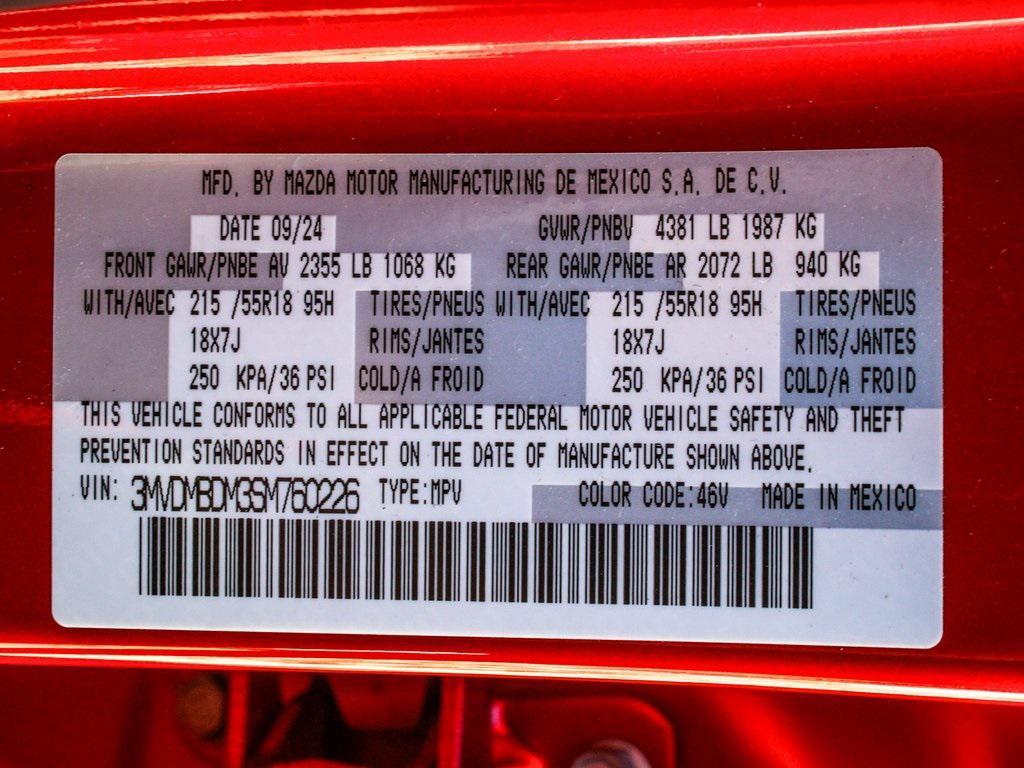 MFD. BY MAZDA MOTOR MANUFACTURING DE MEXICO S.A. DE C.V.
DATE 09/24 GVWR/PNBV 4381 LB 1987 KG
FRONT GAWR/PNBE AV 2355 LB 1068 KG REAR GAWR/PNBE AR 2072 LB 940 KG
WITH/AVEC 215 /55R18 95H TIRES/PNEUS WITH/AVEC 215 /55R18 95H TIRES/PNEUS
18X7J RIMS/JANTES 18X7J RIMS/JANTES
250 KPA/36 PSI COLD/A FROID 250 KPA/36 PSI COLD/A FROID
THIS VEHICLE CONFORMS TO ALL APPLICABLE FEDERAL MOTOR VEHICLE SAFETY AND THEFT
PREVENTION STANDARDS IN EFFECT ON THE DATE OF MANUFACTURE SHOWN ABOVE.
VIN: 3MVDMBDM3SM760226 TYPE:MPV COLOR CODE:46V MADE IN MEXICO